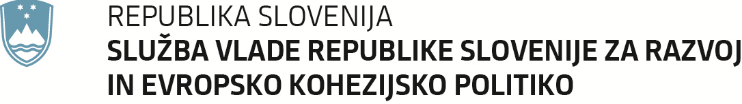 REPUBLIKA SLOVENIJA
SLUŽBA VLADE REPUBLIKE SLOVENIJE ZA RAZVOJ
IN EVROPSKO KOHEZIJSKO POLITIKO